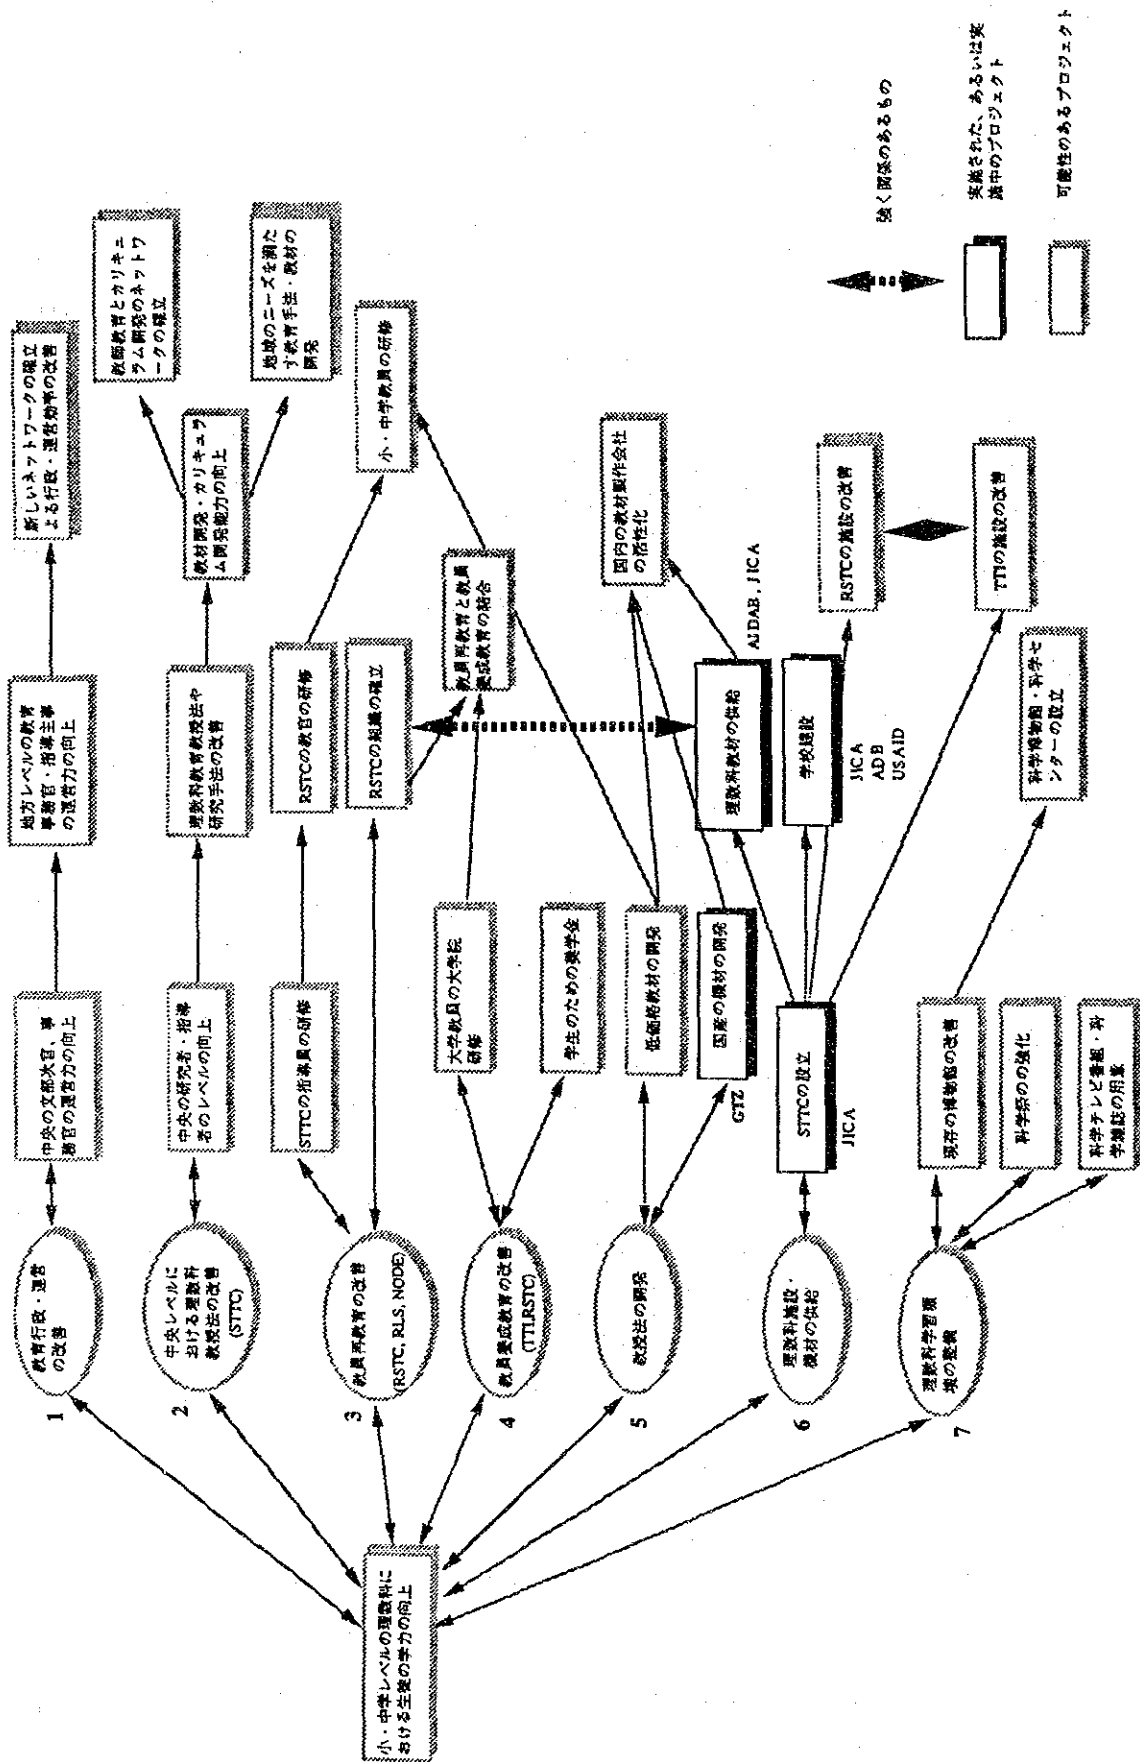 小・中学レベルの理数科に
おける生徒の学力の向上
1
教育行政・運営
の改善
中央の文部次官、事
務官の運営力の向上
地方レベルの教育
事務官・指導主事
の運営力の向上
新しいネットワークの確立
よる行政・運営効率の改善
2
中央レベルに
おける理数科
教授法の改善
(STTC)
中央の研究者・指導
者のレベルの向上
理数科教育教授法や
研究手法の改善
教材開発・カリキュラ
ム開発能力の向上
教師教育とカリキュ
ラム開発のネットワ
ークの確立
地域のニーズを満た
す教育手法・教材の
開発
3
教員再教育の改善
(RSTC, RLS, NODE)
STTCの指導員の研修
RSTCの教官の研修
小・中学教員の研修
RSTCの組織の確立
教員再教育と教員
養成教育の結合
4
教員養成教育の改善
(TTI,RSTC)
大学教員の大学院
研修
学生のための奨学金
5
教授法の開発
低価格教材の開発
国産の機材の開発
GTZ
国内の教材製作会社
の活性化
6
理数科施設・
機材の供給
STTCの設立
JICA
理数科教材の供給
AIDAB , JICA
学校建設
JICA
ADB
USAID
RSTCの施設の改善
TTIの施設の改善
7
理数科学習環
境の整備
現存の博物館の改善
科学祭のの強化
科学テレビ番組・科
学雑誌の用意
科学博物館・科学セ
ンターの設立
強く関係のあるもの
実施された、あるいは実
施中のプロジェクト
可能性のあるプロジェクト